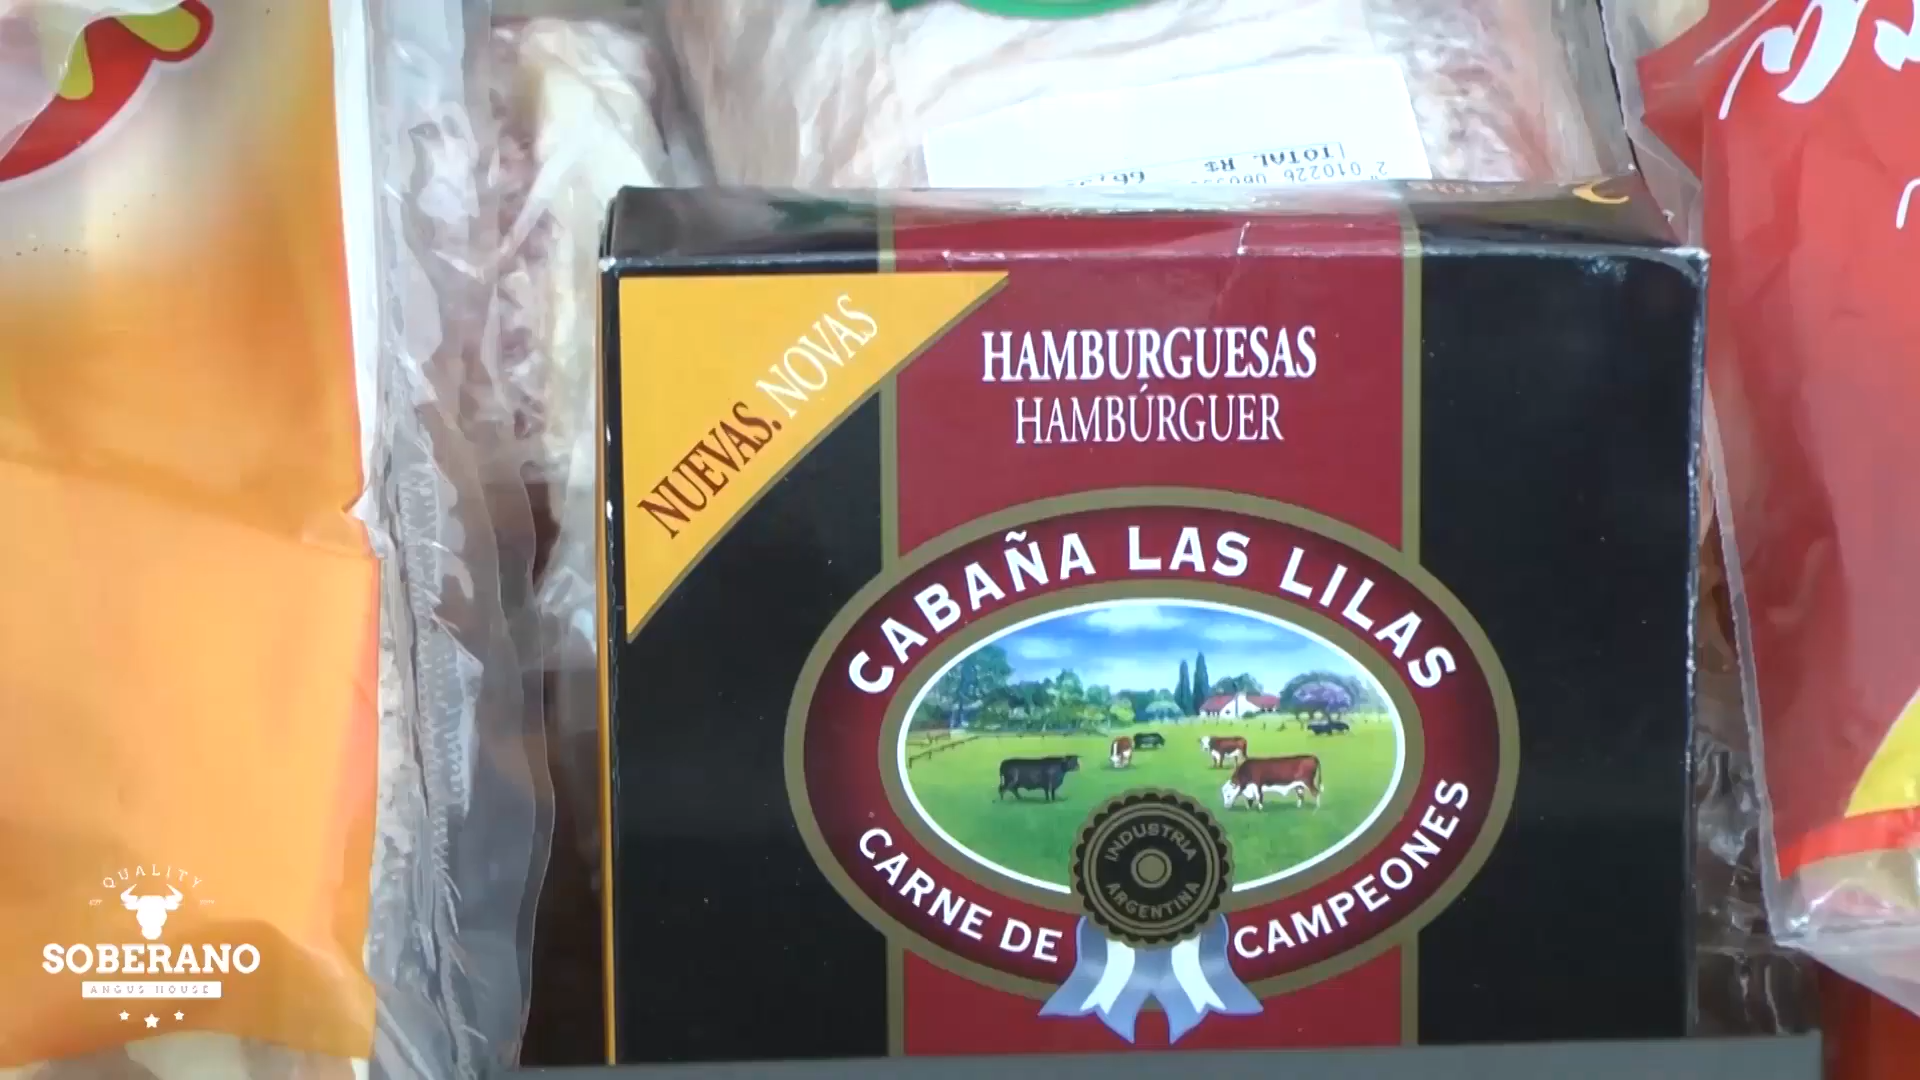 TOTAL R$
NUEVAS. NOVAS
HAMBURGUESAS
HAMBÚRGUER
CABAÑA LAS LILAS
INDUSTRIA
ARGENTINA
CARNE DE CAMPEONES
QUALITY
SOBERANO
ANGUS HOUSE